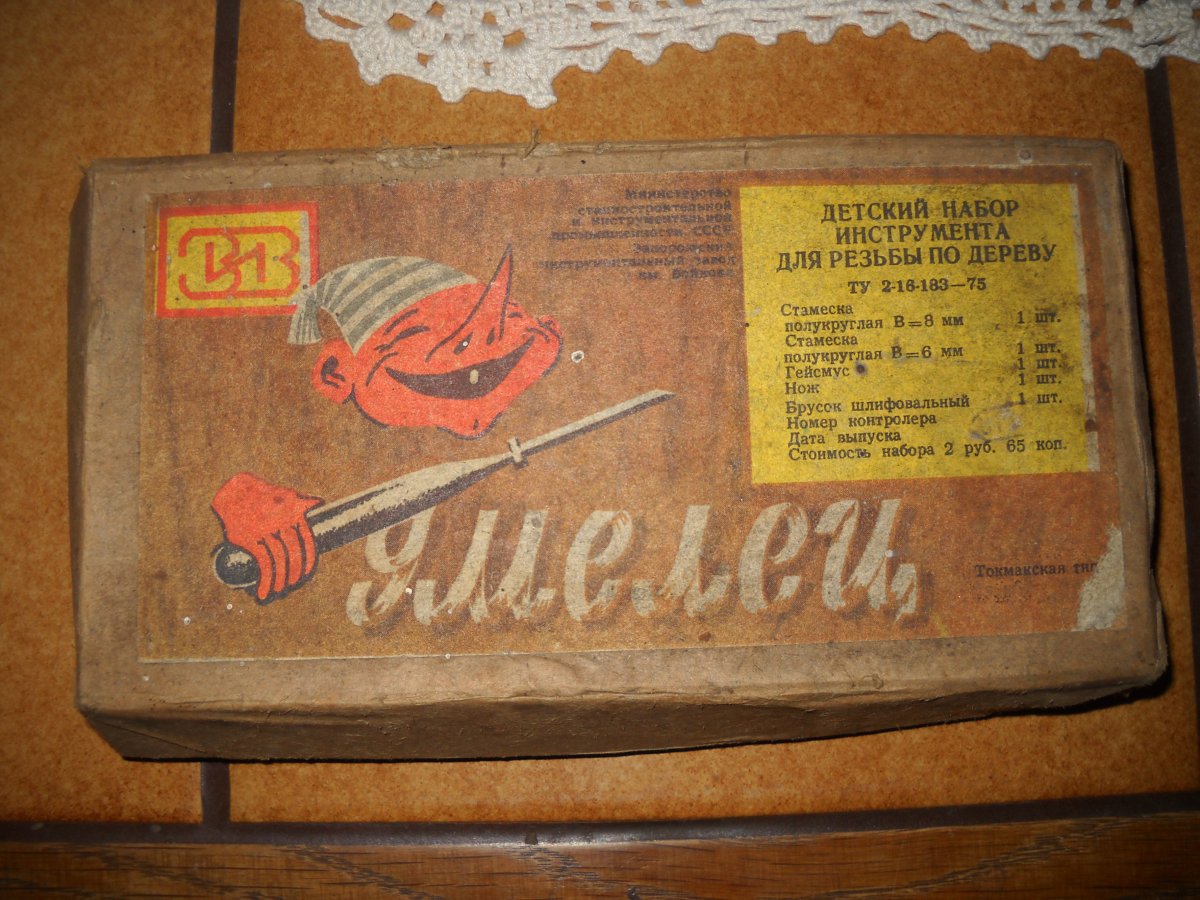 Министерство
станкостроительной
и инструментальной
промышленности СССР
Запорожский
инструментальный завод
им. Войкова
ДЕТСКИЙ НАБОР
ИНСТРУМЕНТА
ДЛЯ РЕЗЬБЫ ПО ДЕРЕВУ
ТУ 2-16-183—75
Стамеска
полукруглая В=8 мм 1 шт.
Стамеска
полукруглая В=6 мм 1 шт.
Гейсмус 1 шт.
Нож 1 шт.
Брусок шлифовальный 1 шт.
Номер контролера
Дата выпуска
Стоимость набора 2 руб. 65 коп.
Умелец
Токмакская тип